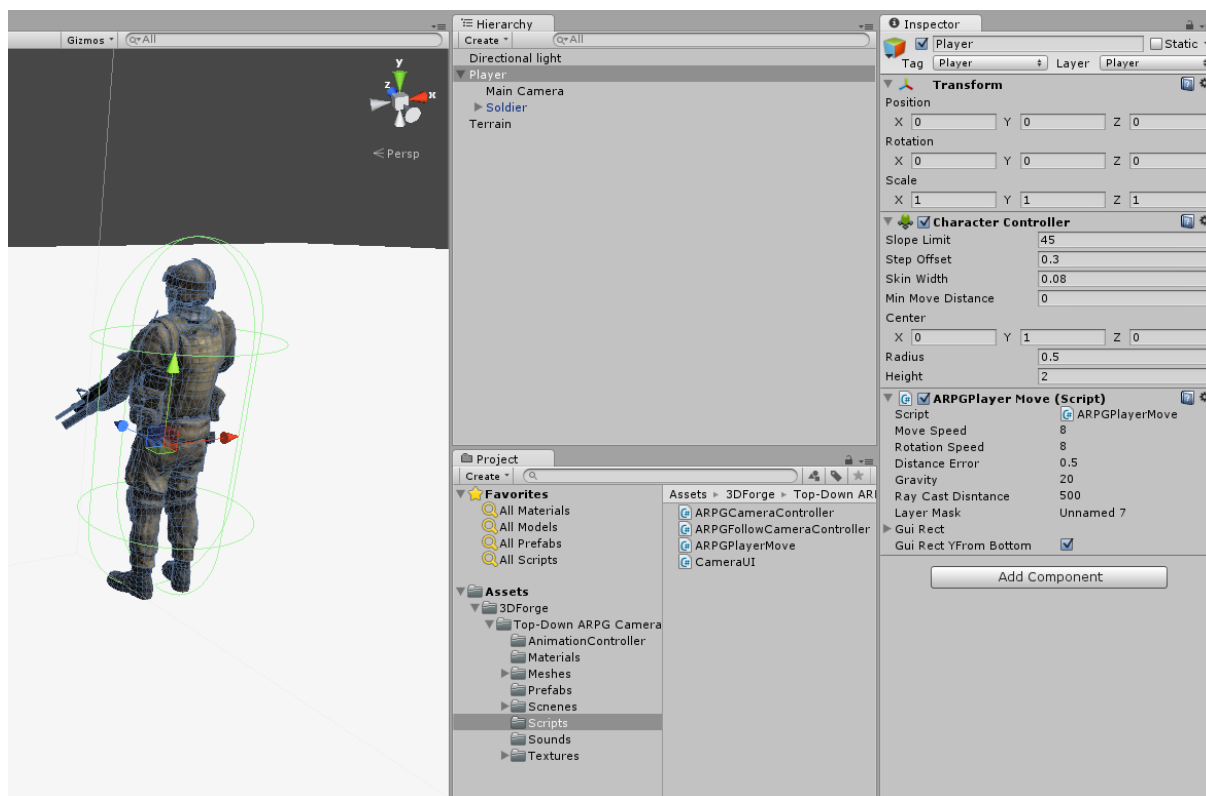 Gizmos
All
y
z
x
Persp
Hierarchy
Create
All
Directional light
Player
Main Camera
Soldier
Terrain
Project
Create
Favorites
All Materials
All Models
All Prefabs
All Scripts
Assets
3DForge
Top-Down ARPG Camera
AnimationController
Materials
Meshes
Prefabs
Scnenes
Scripts
Sounds
Textures
Assets 3DForge Top-Down
ARPGCameraController
ARPGFollowCameraController
ARPGPlayerMove
CameraUI
Inspector
Player Static
Tag Player Layer Player
Transform
Position
X 0 Y 0 Z 0
Rotation
X 0 Y 0 Z 0
Scale
X 1 Y 1 Z 1
Character Controller
Slope Limit 45
Step Offset 0.3
Skin Width 0.08
Min Move Distance 0
Center
X 0 Y 1 Z 0
Radius 0.5
Height 2
ARPGPlayer Move (Script)
Script ARPGPlayerMove
Move Speed 8
Rotation Speed 8
Distance Error 0.5
Gravity 20
Ray Cast Disntance 500
Layer Mask Unnamed 7
Gui Rect
Gui Rect YFrom Bottom
Add Component